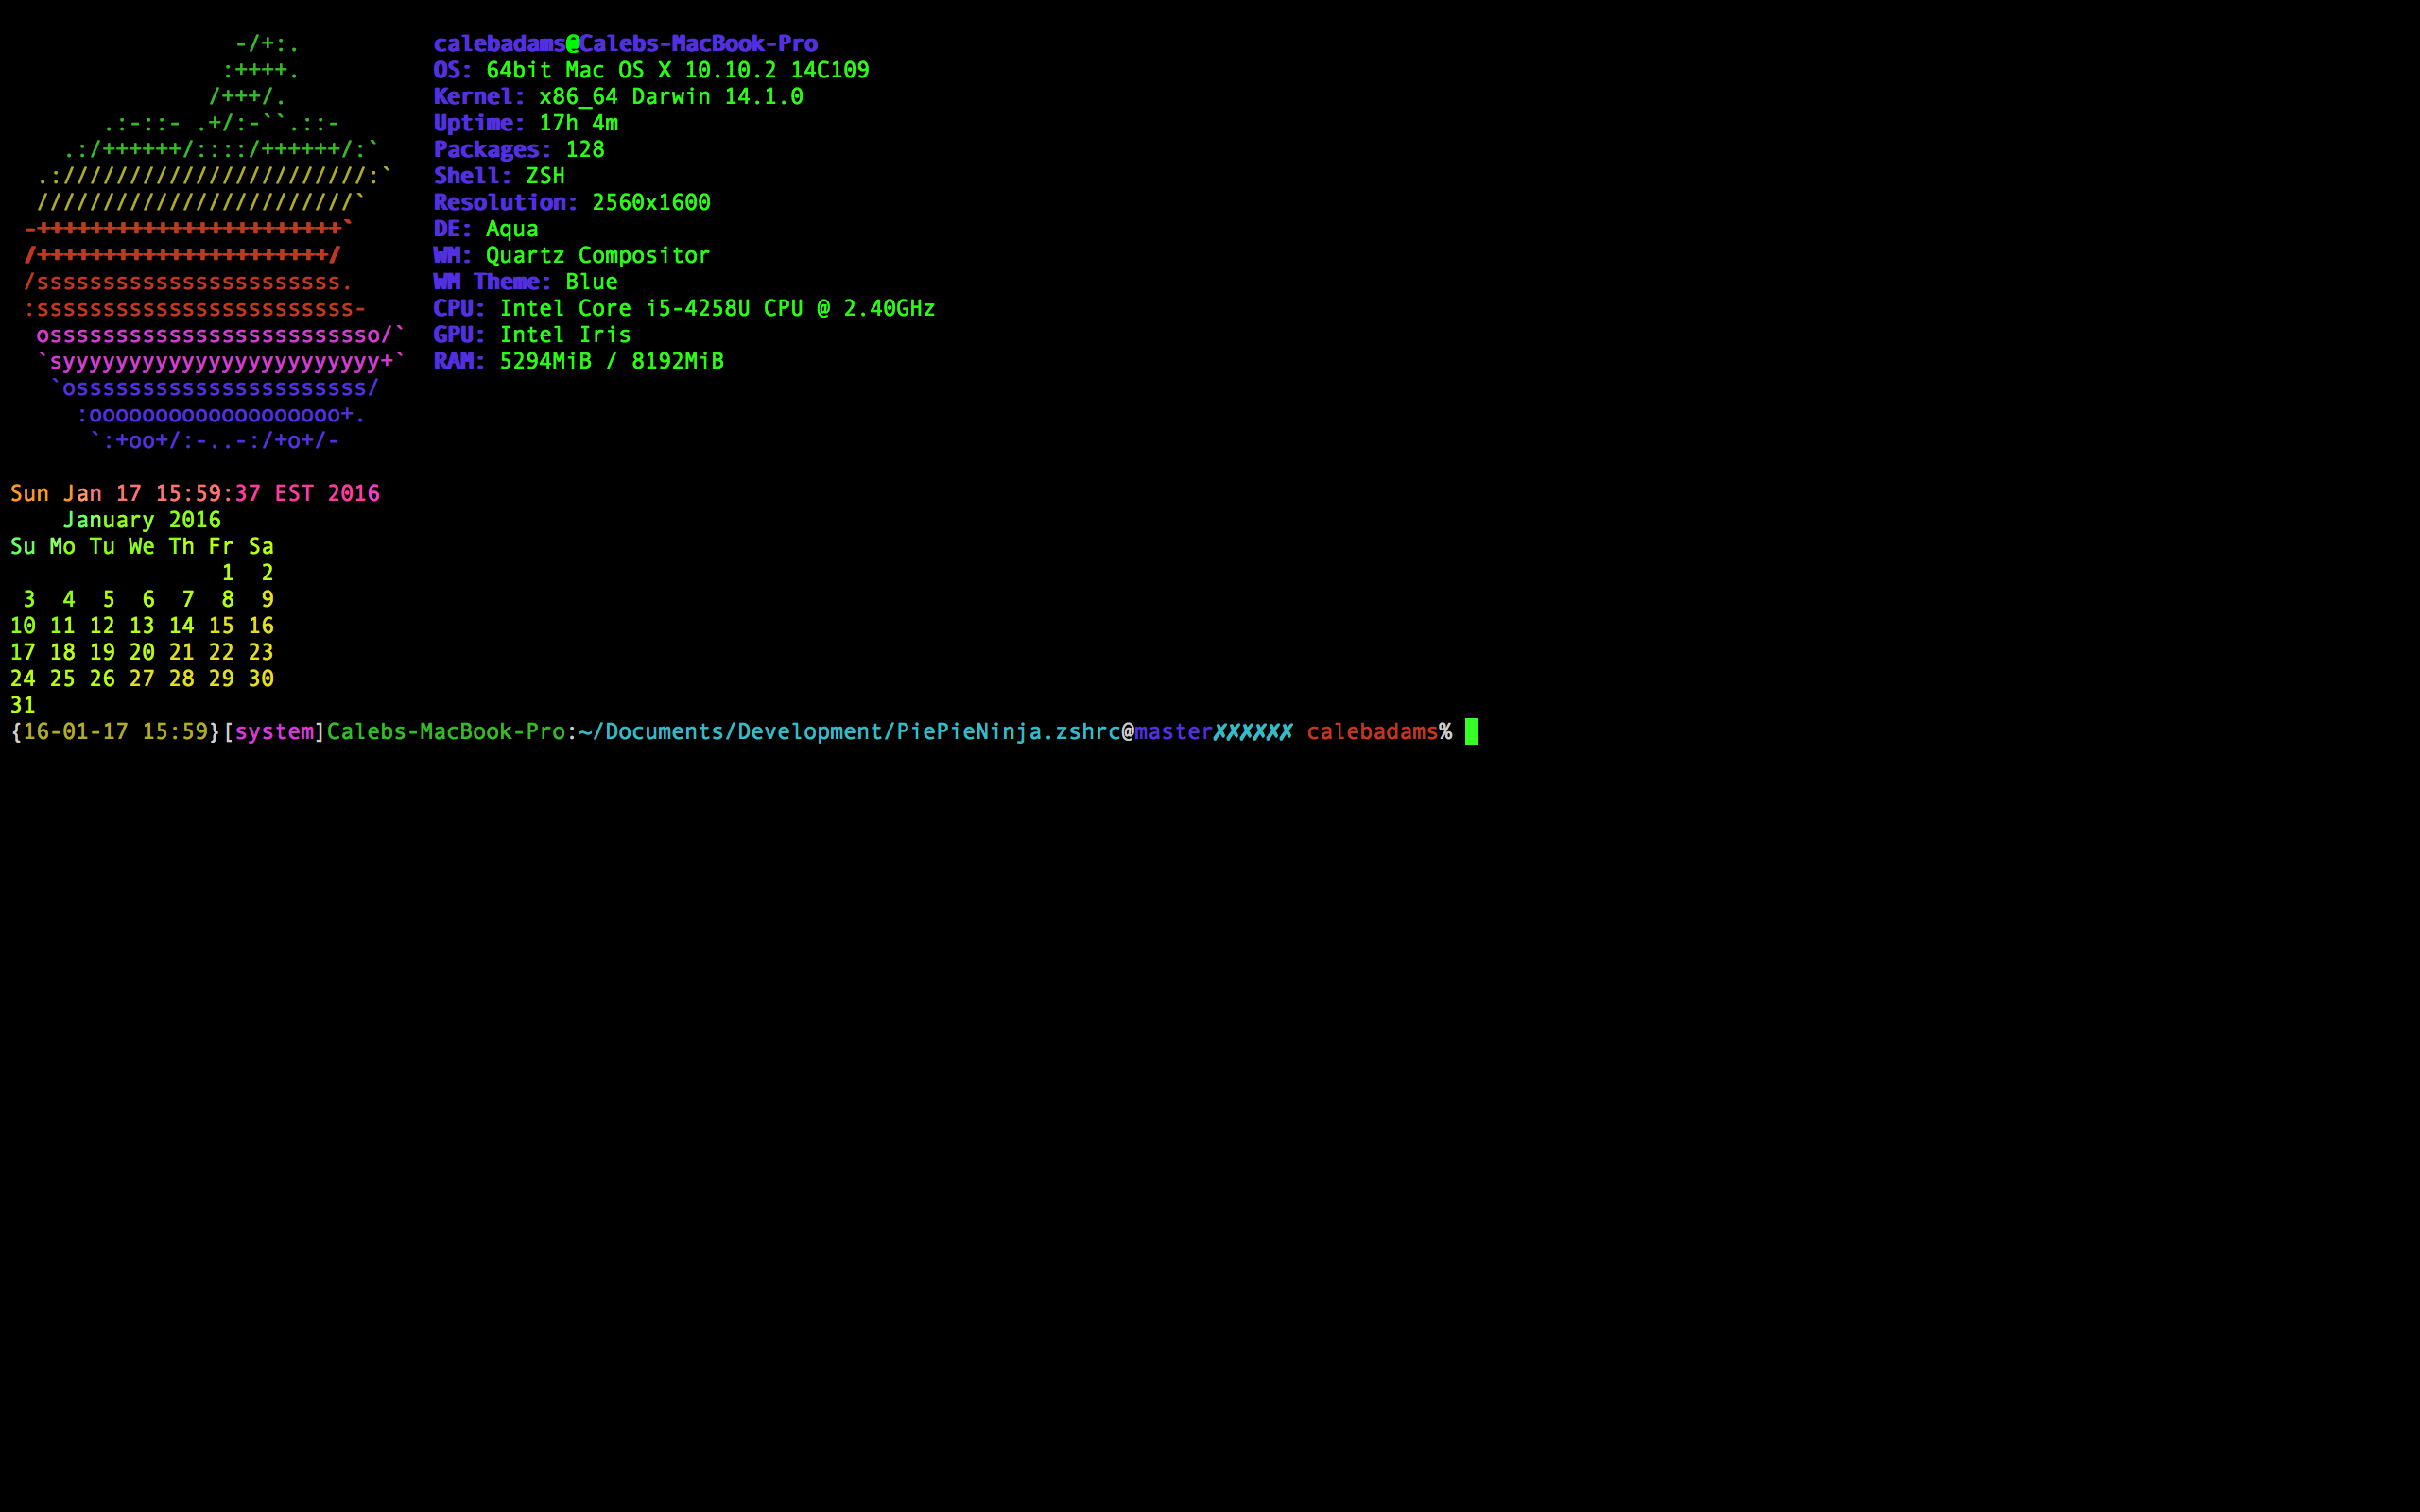 -/+:.          calebadams@Calebs-MacBook-Pro
                :++++.          OS: 64bit Mac OS X 10.10.2 14C109
               /+++/.           Kernel: x86_64 Darwin 14.1.0
       .:-::- .+/:-``.::-       Uptime: 17h 4m
    .:/++++++/::::/++++++/:`    Packages: 128
  .:///////////////////////:`   Shell: ZSH
  ////////////////////////`     Resolution: 2560x1600
 -+++++++++++++++++++++++`      DE: Aqua
 /++++++++++++++++++++++/       WM: Quartz Compositor
 /sssssssssssssssssssssss.      WM Theme: Blue
 :ssssssssssssssssssssssss-     CPU: Intel Core i5-4258U CPU @ 2.40GHz
  osssssssssssssssssssssssso/`  GPU: Intel Iris
  `syyyyyyyyyyyyyyyyyyyyyyyy+`  RAM: 5294MiB / 8192MiB
   `ossssssssssssssssssssss/
     :ooooooooooooooooooo+.
      `:+oo+/:-..-:/+o+/-
Sun Jan 17 15:59:37 EST 2016
    January 2016
Su Mo Tu We Th Fr Sa
                1  2
 3  4  5  6  7  8  9
10 11 12 13 14 15 16
17 18 19 20 21 22 23
24 25 26 27 28 29 30
31
{16-01-17 15:59}[system]Calebs-MacBook-Pro:~/Documents/Development/PiePieNinja.zshrc@master✗✗✗✗✗✗ calebadams%